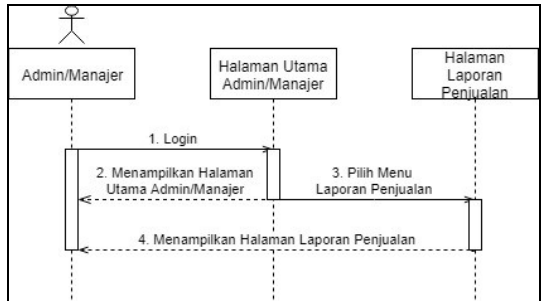 Admin/Manajer
Halaman Utama
Admin/Manajer
Halaman
Laporan
Penjualan
1. Login
2. Menampilkan Halaman
Utama Admin/Manajer
3. Pilih Menu
Laporan Penjualan
4. Menampilkan Halaman Laporan Penjualan